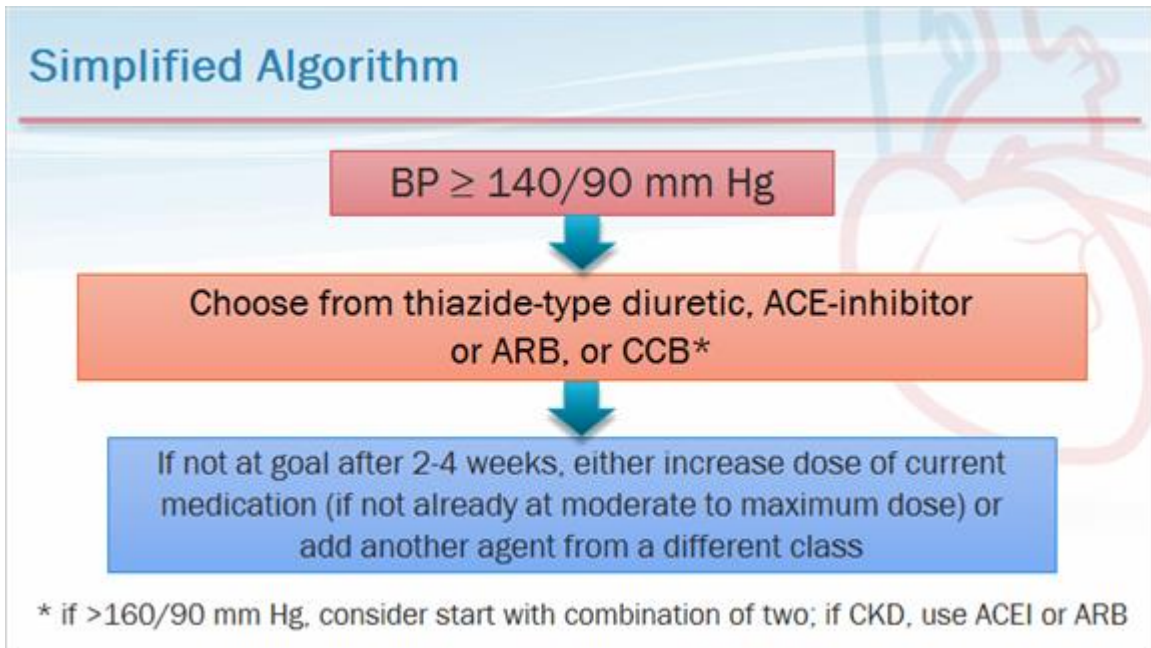 Simplified Algorithm
BP ≥ 140/90 mm Hg
Choose from thiazide-type diuretic, ACE-inhibitor
or ARB, or CCB*
If not at goal after 2-4 weeks, either increase dose of current
medication (if not already at moderate to maximum dose) or
add another agent from a different class
* if >160/90 mm Hg, consider start with combination of two; if CKD, use ACEI or ARB